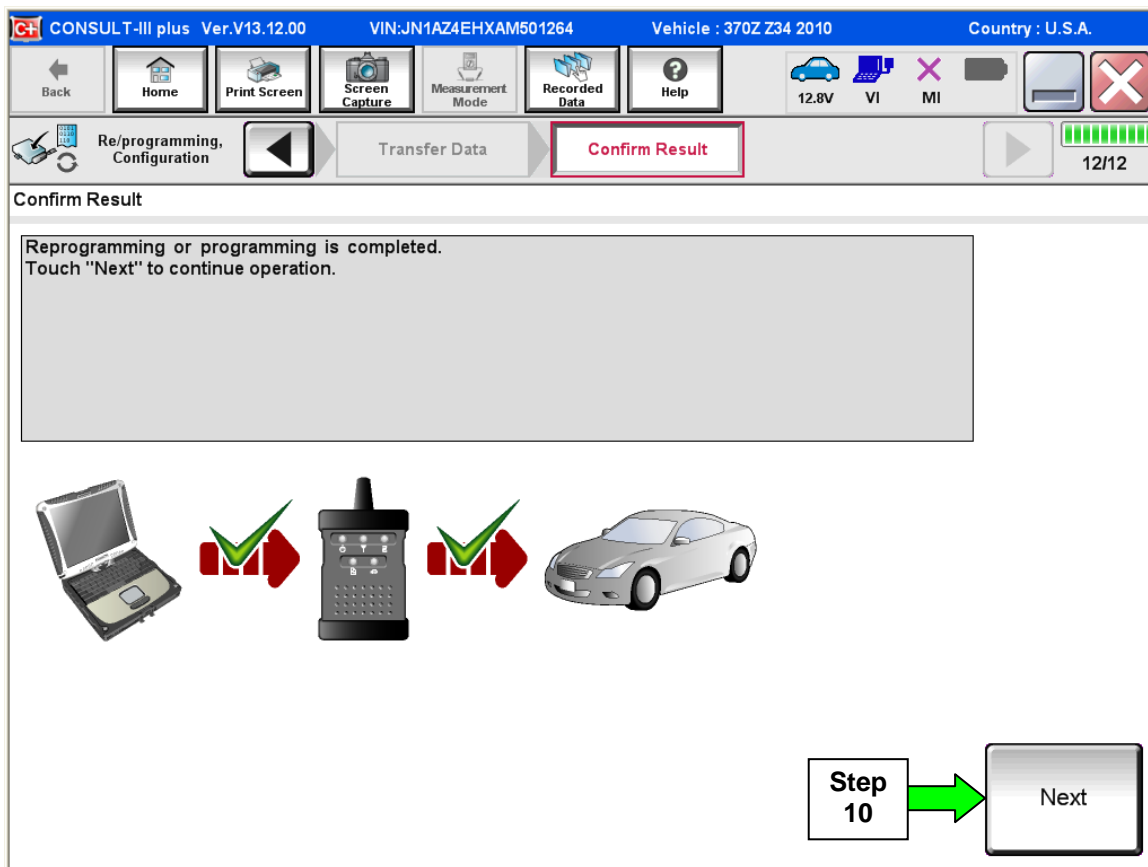 C+ CONSULT-III plus Ver.V13.12.00 VIN:JN1AZ4EHXAM501264 Vehicle : 370Z Z34 2010 Country : U.S.A.
Back
Home
Print Screen
Screen
Capture
Measurement
Mode
Recorded
Data
?
Help
12.8V
VI
MI
Re/programming,
Configuration
Transfer Data
Confirm Result
12/12
Confirm Result
Reprogramming or programming is completed.
Touch "Next" to continue operation.
Step
10
Next